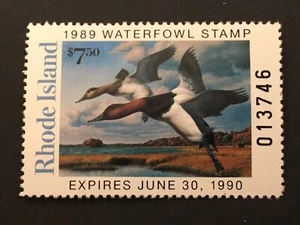 1989 WATERFOWL STAMP
$7.50
Rhode Island
013746
EXPIRES JUNE 30, 1990